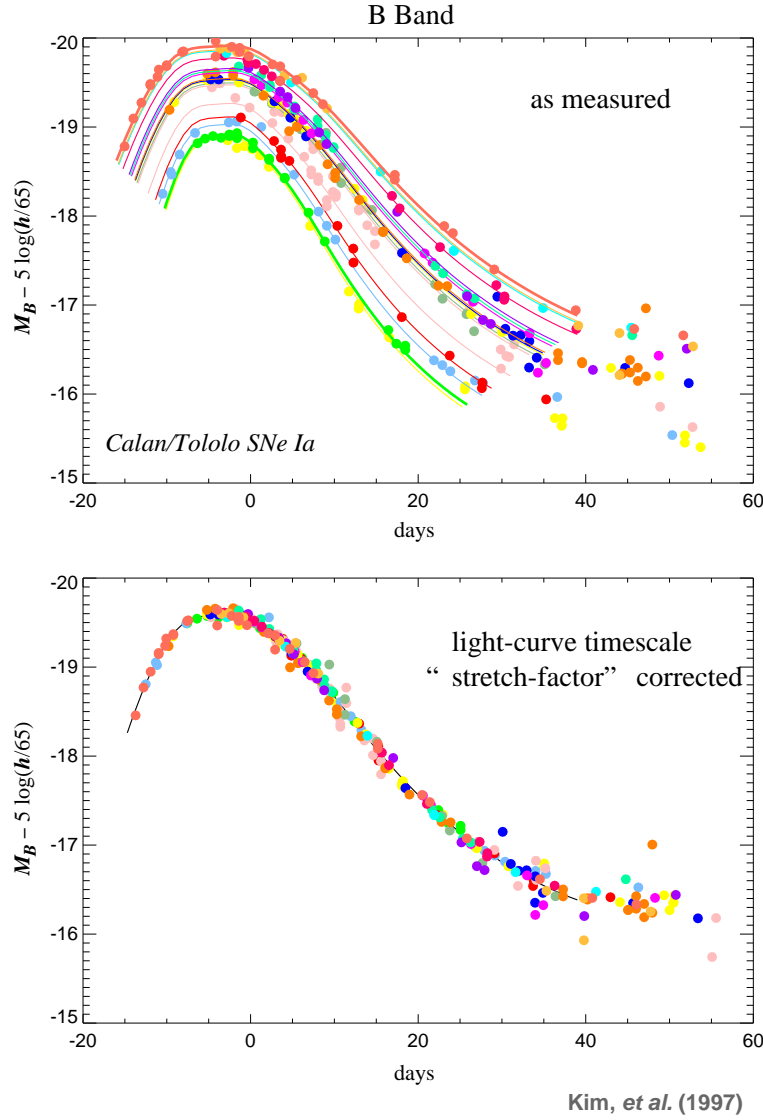 B Band
-20
-19
-18
-17
-16
-15
M_B – 5 log(h/65)
as measured
Calan/Tololo SNe Ia
-20 0 20 40 60
days
-20
-19
-18
-17
-16
-15
M_B – 5 log(h/65)
light-curve timescale
“ stretch-factor” corrected
-20 0 20 40 60
days
Kim, et al. (1997)